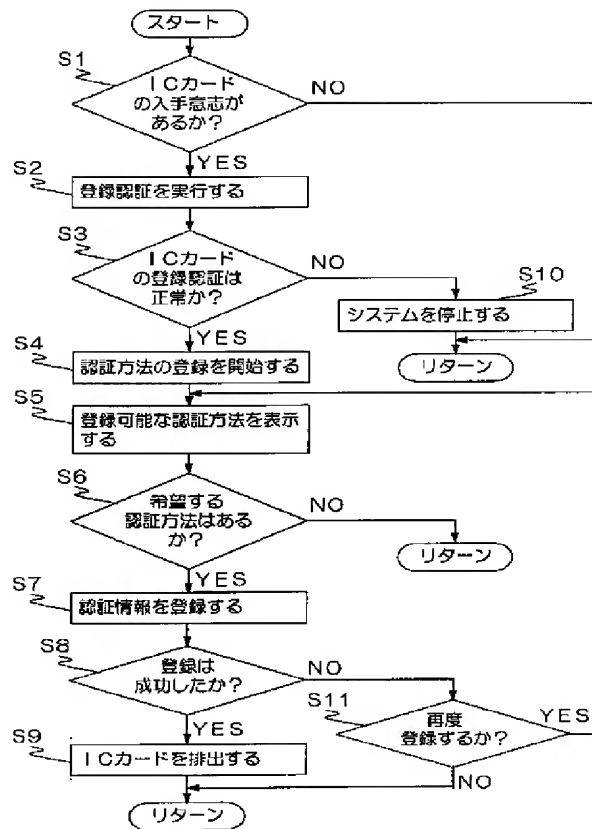 スタート
S1
ICカード
の入手意志が
あるか?
NO
YES
S2
登録認証を実行する
S3
ICカード
の登録認証は
正常か?
NO
S10
システムを停止する
リターン
YES
S4
認証方法の登録を開始する
S5
登録可能な認証方法を表示
する
S6
希望する
認証方法はある
か?
NO
リターン
YES
S7
認証情報を登録する
S8
登録は
成功したか?
NO
S11
再度
登録するか?
YES
NO
YES
S9
ICカードを排出する
リターン